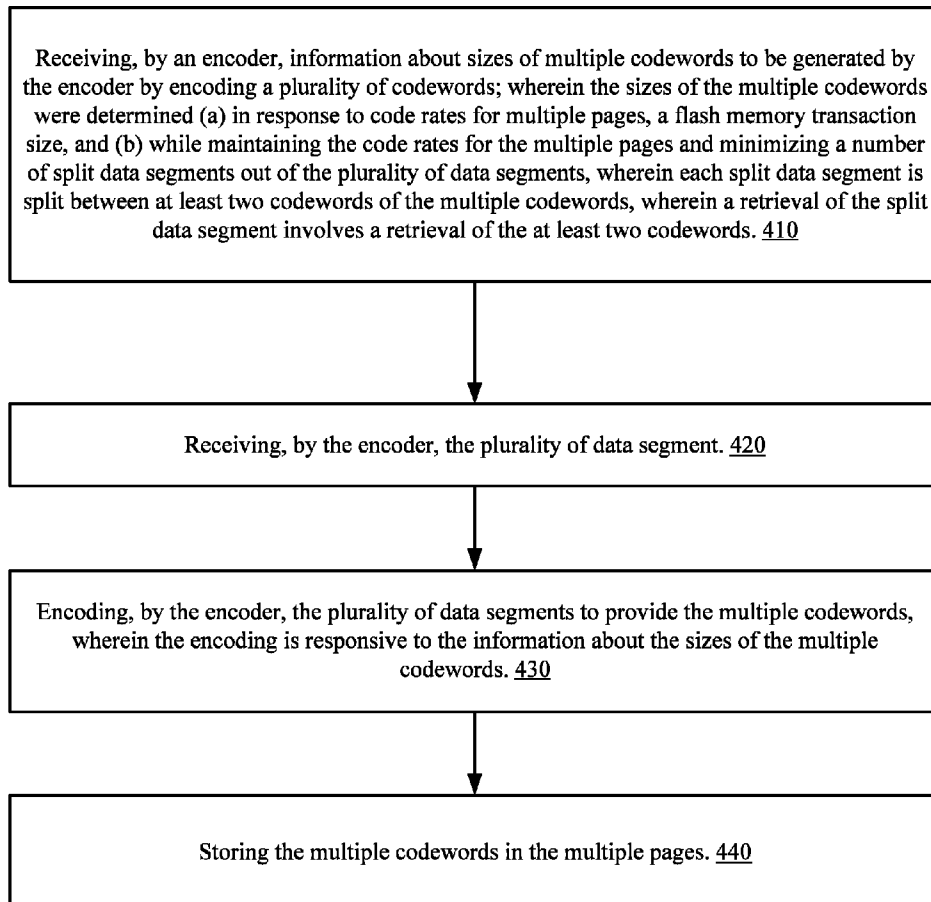 Receiving, by an encoder, information about sizes of multiple codewords to be generated by
the encoder by encoding a plurality of codewords; wherein the sizes of the multiple codewords
were determined (a) in response to code rates for multiple pages, a flash memory transaction
size, and (b) while maintaining the code rates for the multiple pages and minimizing a number
of split data segments out of the plurality of data segments, wherein each split data segment is
split between at least two codewords of the multiple codewords, wherein a retrieval of the split
data segment involves a retrieval of the at least two codewords. 410
Receiving, by the encoder, the plurality of data segment. 420
Encoding, by the encoder, the plurality of data segments to provide the multiple codewords,
wherein the encoding is responsive to the information about the sizes of the multiple
codewords. 430
Storing the multiple codewords in the multiple pages. 440